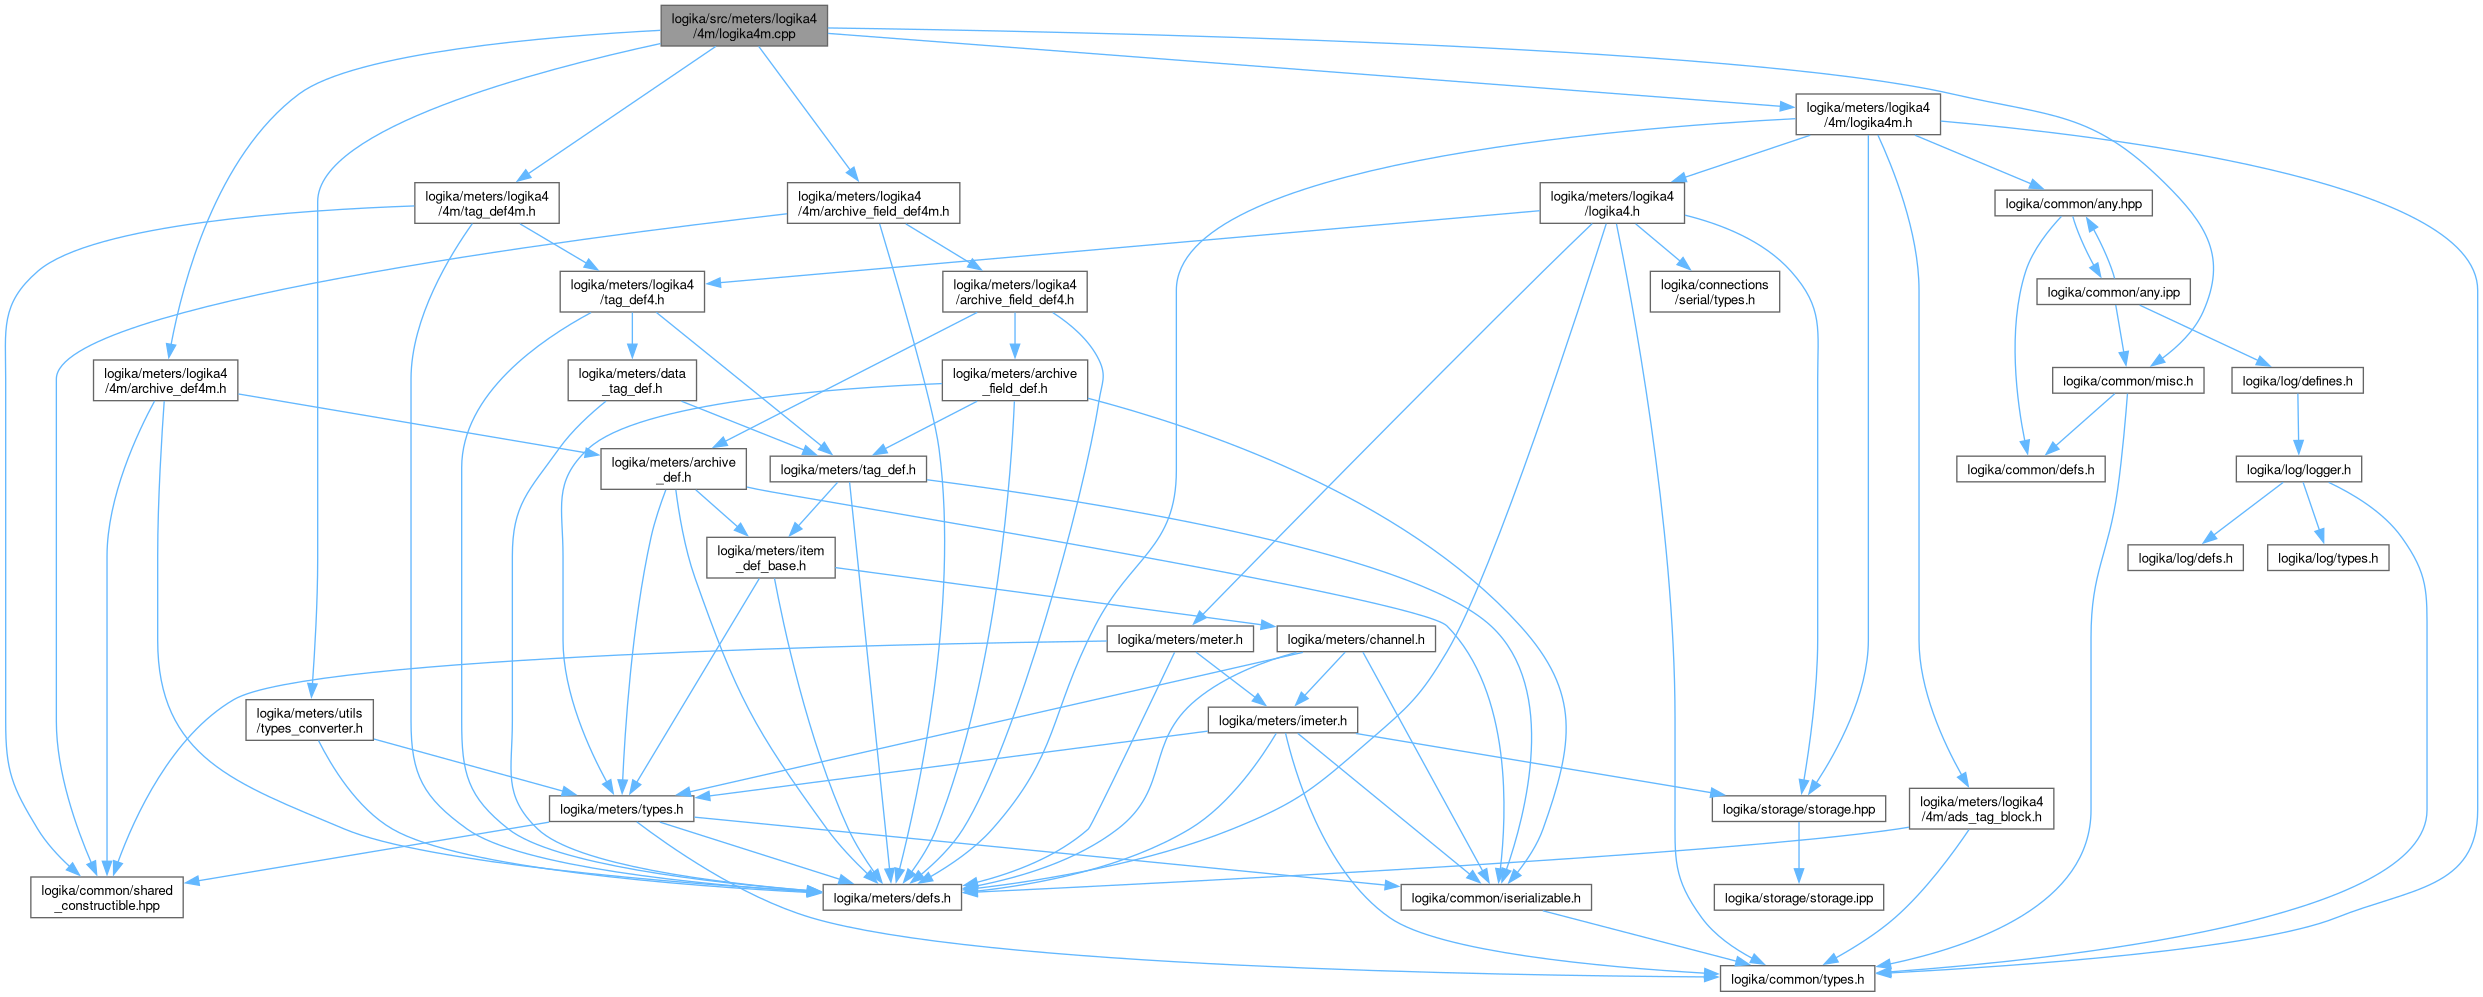 logika/src/meters/logika4
/4m/logika4m.cpp
logika/meters/logika4
/4m/logika4m.h
logika/meters/logika4
/4m/tag_def4m.h
logika/meters/logika4
/4m/archive_field_def4m.h
logika/meters/logika4
/logika4.h
logika/common/any.hpp
logika/meters/logika4
/tag_def4.h
logika/meters/logika4
/archive_field_def4.h
logika/connections
/serial/types.h
logika/common/any.ipp
logika/meters/logika4
/4m/archive_def4m.h
logika/meters/data
_tag_def.h
logika/meters/archive
_field_def.h
logika/common/misc.h
logika/log/defines.h
logika/meters/archive
_def.h
logika/meters/tag_def.h
logika/common/defs.h
logika/log/logger.h
logika/meters/item
_def_base.h
logika/log/defs.h
logika/log/types.h
logika/meters/meter.h
logika/meters/channel.h
logika/meters/utils
/types_converter.h
logika/meters/imeter.h
logika/meters/types.h
logika/storage/storage.hpp
logika/meters/logika4
/4m/ads_tag_block.h
logika/common/shared
_constructible.hpp
logika/meters/defs.h
logika/common/iserializable.h
logika/storage/storage.ipp
logika/common/types.h